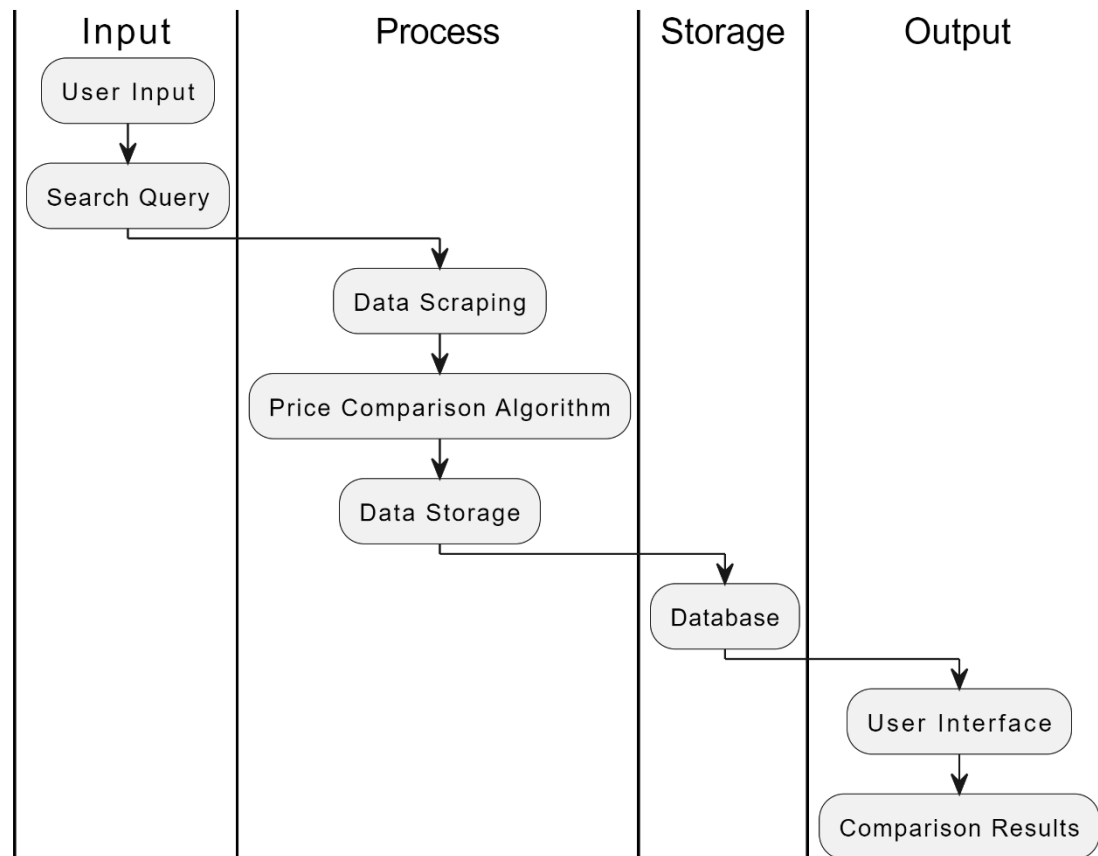 Input Process Storage Output
User Input
Search Query
Data Scraping
Price Comparison Algorithm
Data Storage
Database
User Interface
Comparison Results